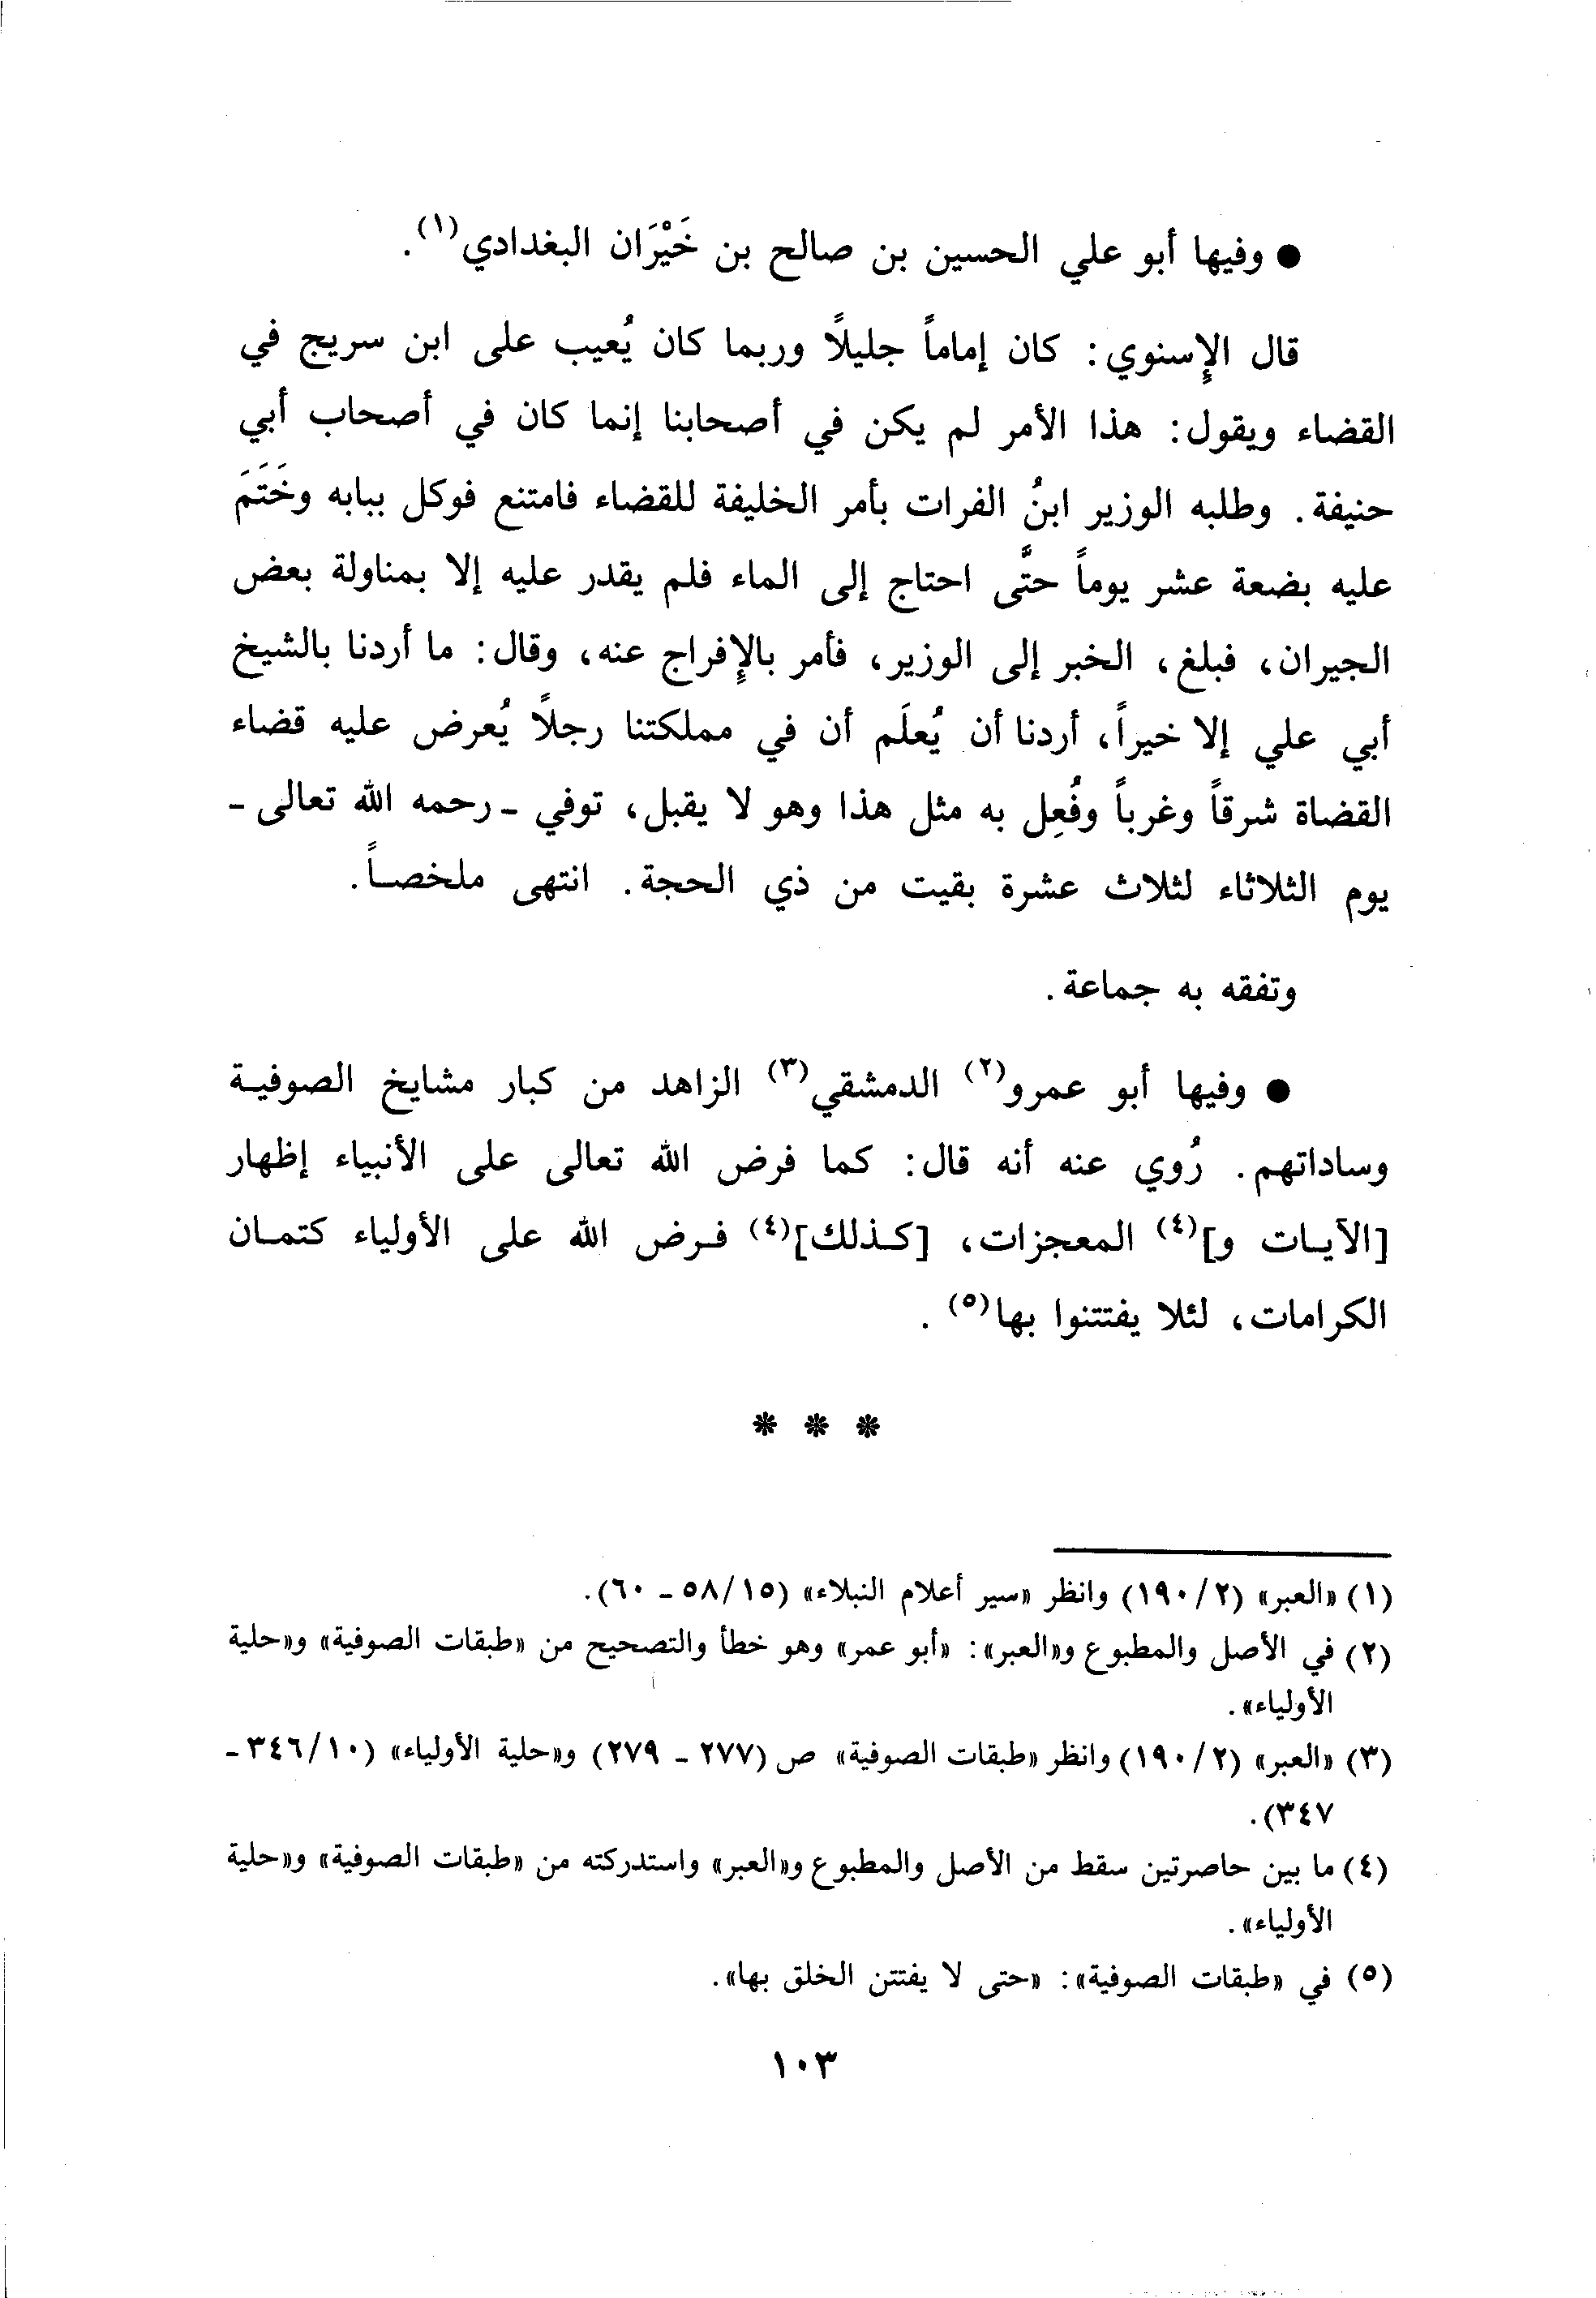 ● وفيها أبو علي الحسين بن صالح بن خَيْرَان البغدادي(١).
قال الإِسنوي: كان إماماً جليلاً وربما كان يُعيب على ابن سريج في
القضاء ويقول: هذا الأمر لم يكن في أصحابنا إنما كان في أصحاب أبي
حنيفة. وطلبه الوزير ابنُ الفرات بأمر الخليفة للقضاء فامتنع فوكل ببابه وخَتَمَ
عليه بضعة عشر يوماً حتَّى احتاج إلى الماء فلم يقدر عليه إلا بمناولة بعض
الجيران، فبلغ، الخبر إلى الوزير، فأمر بالإِفراج عنه، وقال: ما أردنا بالشيخ
أبي علي إلا خيراً، أردنا أن يُعلَم أن في مملكتنا رجلاً يُعرض عليه قضاء
القضاة شرقاً وغرباً وفُعِل به مثل هذا وهو لا يقبل، توفي ـ رحمه الله تعالى ـ
يوم الثلاثاء لثلاث عشرة بقيت من ذي الحجة. انتهى ملخصاً.
وتفقه به جماعة.
● وفيها أبو عمرو(٢) الدمشقي(٣) الزاهد من كبار مشايخ الصوفية
وساداتهم. رُوي عنه أنه قال: كما فرض الله تعالى على الأنبياء إظهار
[الآيات و](٤) المعجزات، [كذلك](٤) فرض الله على الأولياء كتمان
الكرامات، لئلا يفتتنوا بها(٥).
* * *
(١) «العبر» (٢/١٩٠) وانظر «سير أعلام النبلاء» (١٥/٥٨ ـ ٦٠).
(٢) في الأصل والمطبوع و«العبر»: «أبو عمر» وهو خطأ والتصحيح من «طبقات الصوفية» و«حلية
الأولياء».
(٣) «العبر» (٢/١٩٠) وانظر «طبقات الصوفية» ص (٢٧٧ ـ ٢٧٩) و«حلية الأولياء» (١٠/٣٤٦ ـ
٣٤٧).
(٤) ما بين حاصرتين سقط من الأصل والمطبوع و«العبر» واستدركته من «طبقات الصوفية» و«حلية
الأولياء».
(٥) في «طبقات الصوفية»: «حتى لا يفتتن الخلق بها».
١٠٣